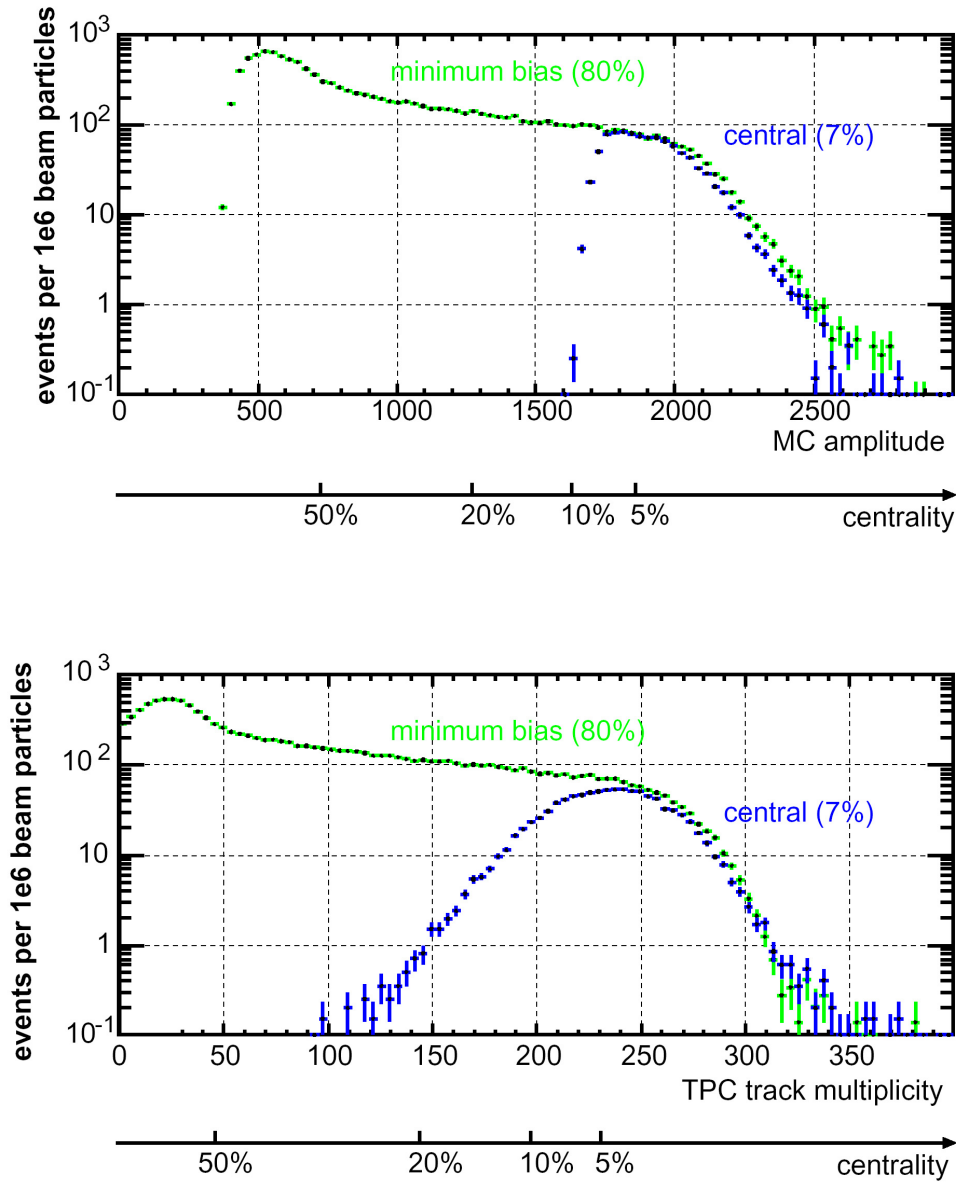 10^3
10^2
10
1
10^-1
events per 1e6 beam particles
minimum bias (80%)
central (7%)
0 500 1000 1500 2000 2500
MC amplitude
50% 20% 10% 5% centrality
10^3
10^2
10
1
10^-1
events per 1e6 beam particles
minimum bias (80%)
central (7%)
0 50 100 150 200 250 300 350
TPC track multiplicity
50% 20% 10% 5% centrality